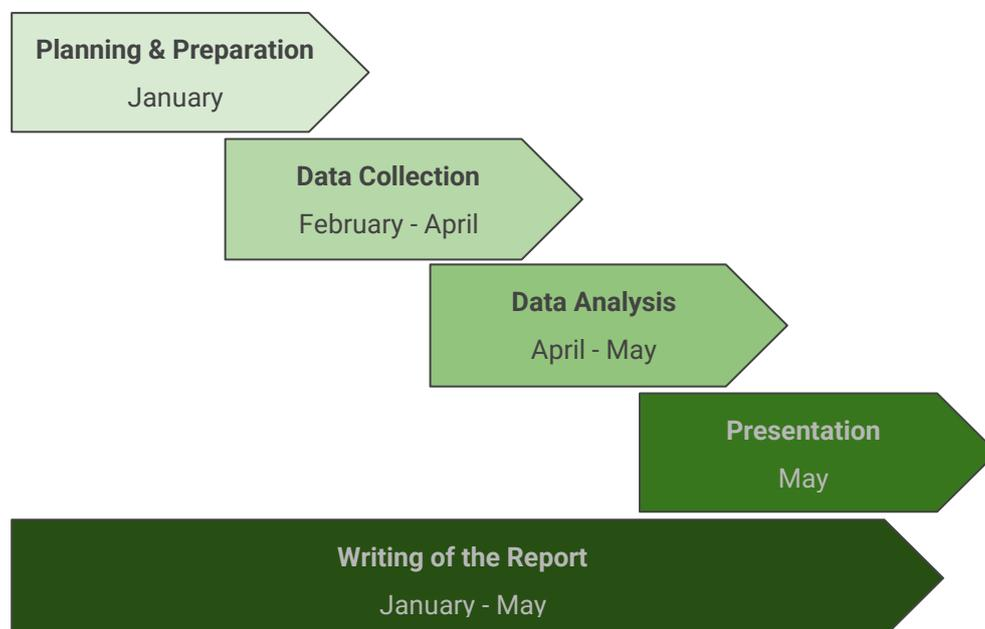 Planning & Preparation
January
Data Collection
February - April
Data Analysis
April - May
Presentation
May
Writing of the Report
January - May